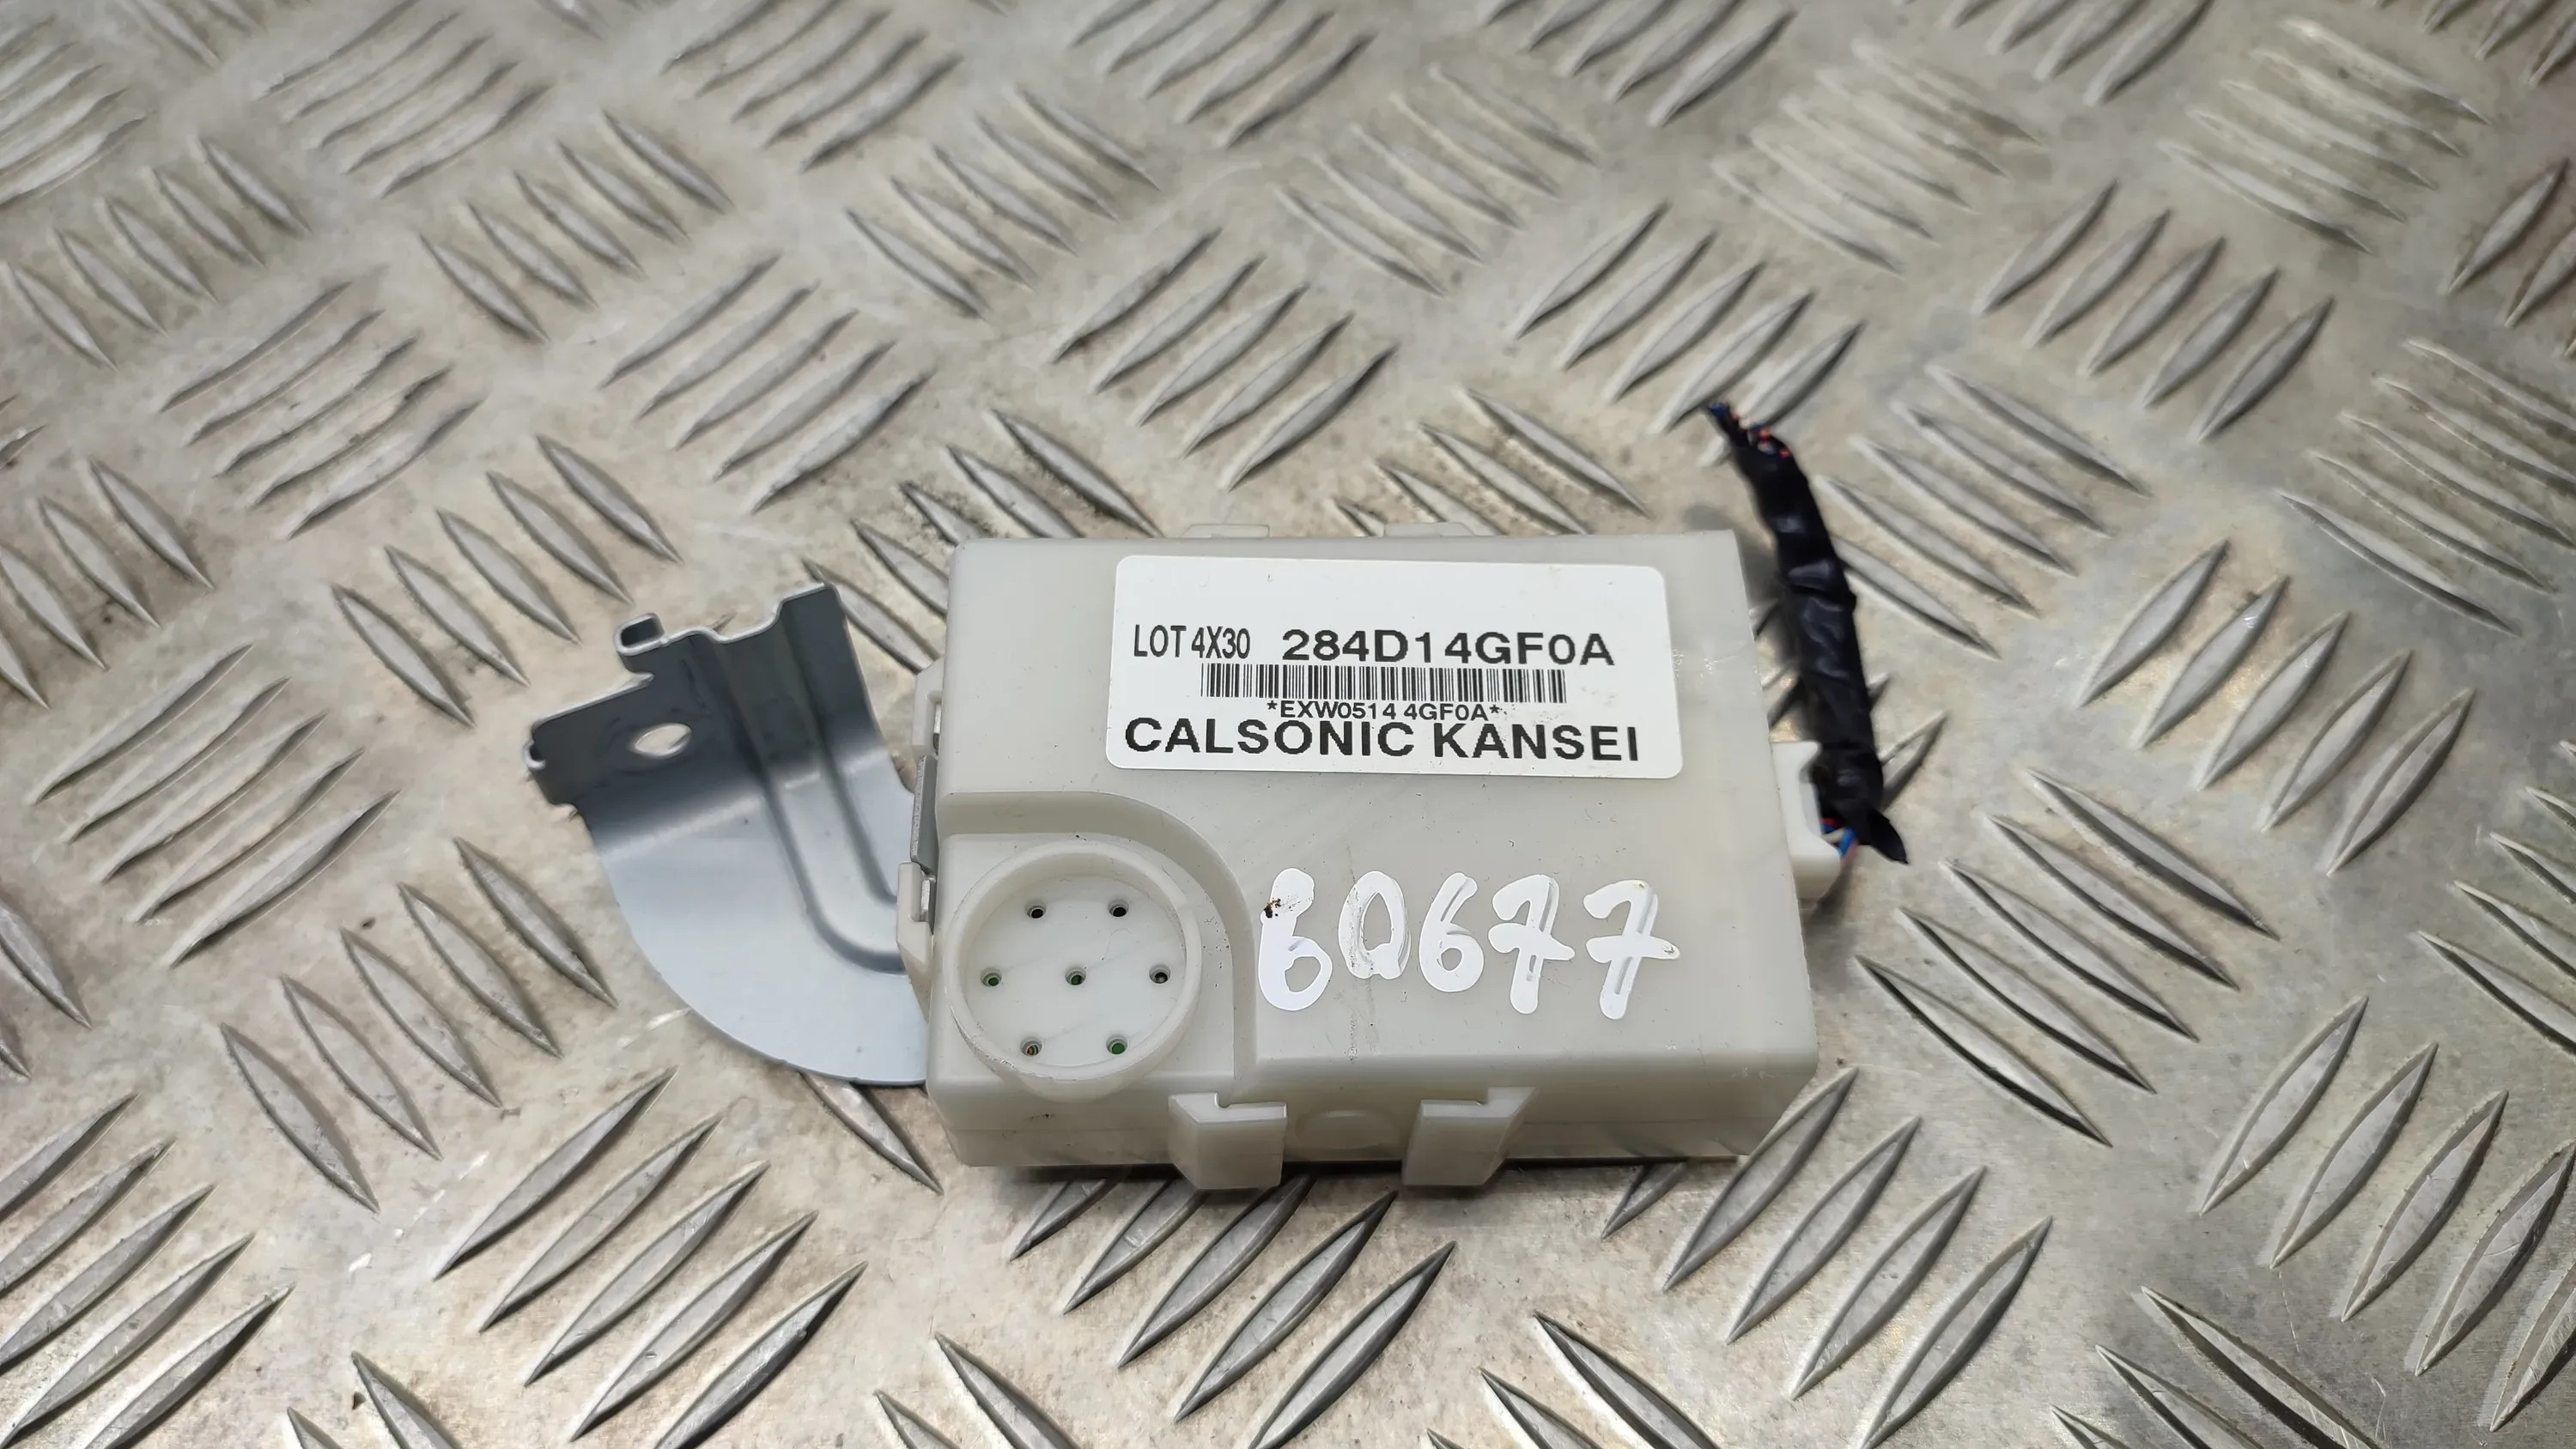 LOT 4X30 284D14GF0A
*EXW0514 4GF0A*
CALSONIC KANSEI
60677